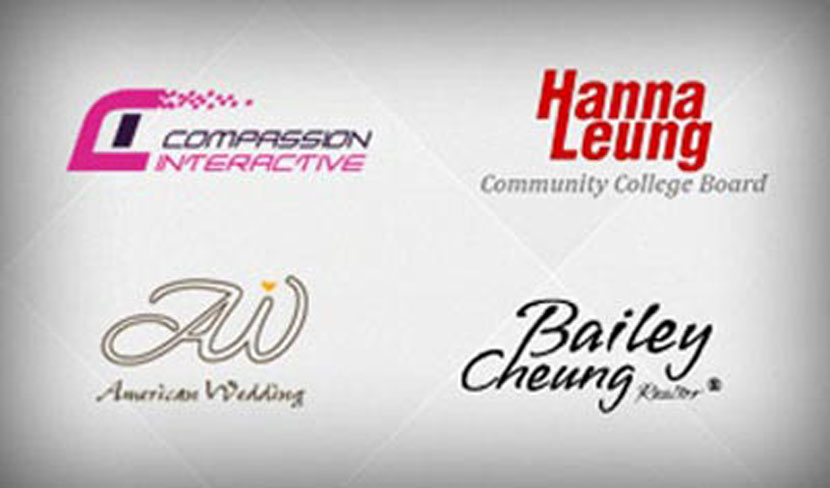 COMPASSION
INTERACTIVE
Hanna
Leung
Community College Board
AW
American Wedding
Bailey
Cheung Realtor ®